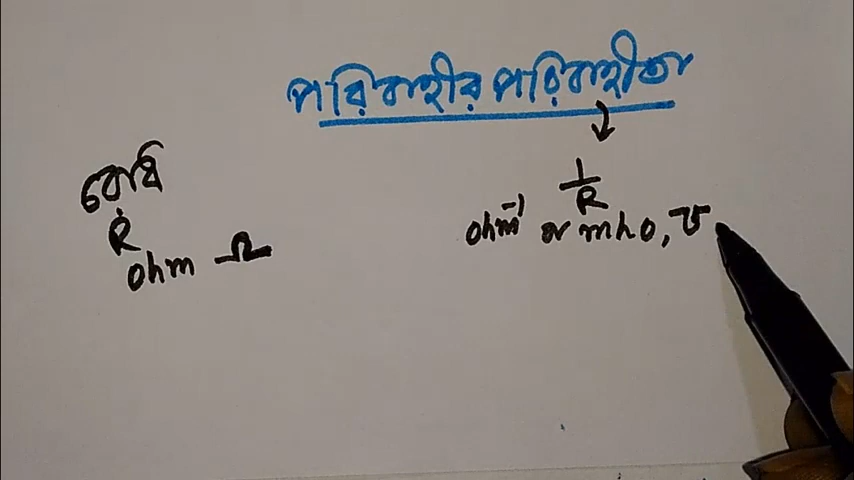 পরিবাহীর পরিবাহীতা
রোধ
R
ohm Ω
1/R
ohm⁻¹ or mho, ℧